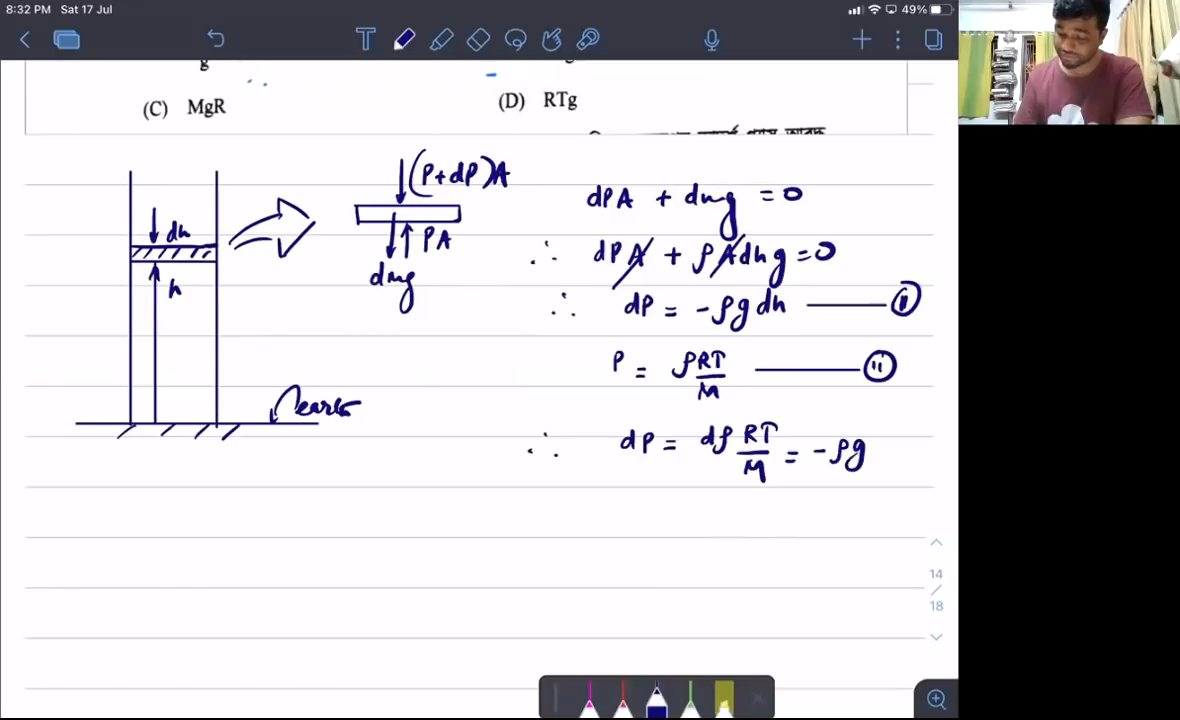 8:32 PM Sat 17 Jul
49%
(C) MgR
(D) RTg
(P+dP)A
dh
PA
dmg
h
earth
dPA + dmg = 0
∴ dPA + ρAdhg = 0
∴ dP = -ρg dh —— (ii)
P = ρRT/M —— (ii)
∴ dP = dρ RT/M = -ρg
14
/
18